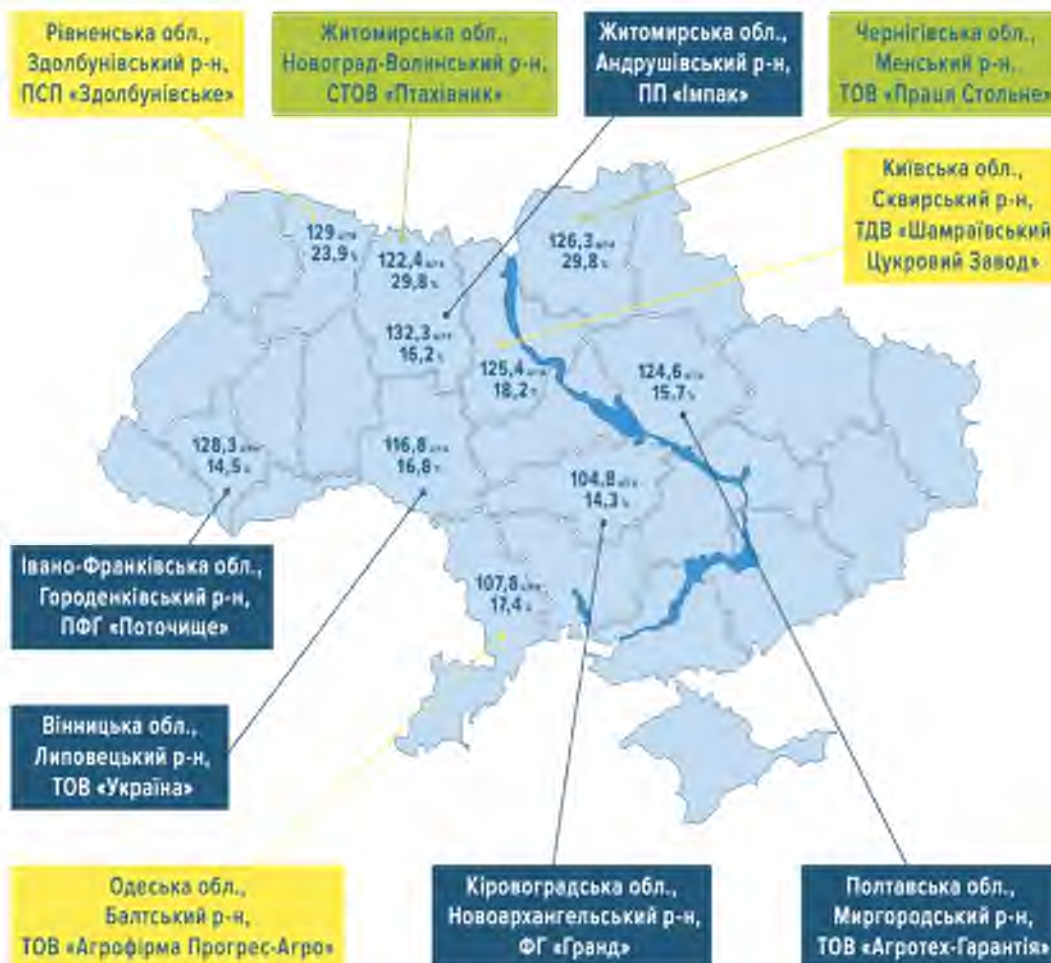 Рівненська обл.,
Здолбунівський р-н,
ПСП «Здолбунівське»
Житомирська обл.,
Новоград-Волинський р-н,
СТОВ «Птахівник»
Житомирська обл.,
Андрушівський р-н,
ПП «Імпак»
Чернігівська обл.,
Менський р-н,
ТОВ «Праця Стольне»
Київська обл.,
Сквирський р-н,
ТДВ «Шамраївський
Цукровий Завод»
129
23,9 %
122,4
29,8 %
126,3
29,8 %
132,3
16,2 %
125,4
18,2 %
124,6
15,7 %
128,3
14,5 %
116,8
16,8 %
104,8
14,3 %
107,8
17,4 %
Івано-Франківська обл.,
Городенківський р-н,
ПФГ «Поточище»
Вінницька обл.,
Липовецький р-н,
ТОВ «Україна»
Одеська обл.,
Балтський р-н,
ТОВ «Агрофірма Прогрес-Агро»
Кіровоградська обл.,
Новоархангельський р-н,
ФГ «Гранд»
Полтавська обл.,
Миргородський р-н,
ТОВ «Агротех-Гарантія»